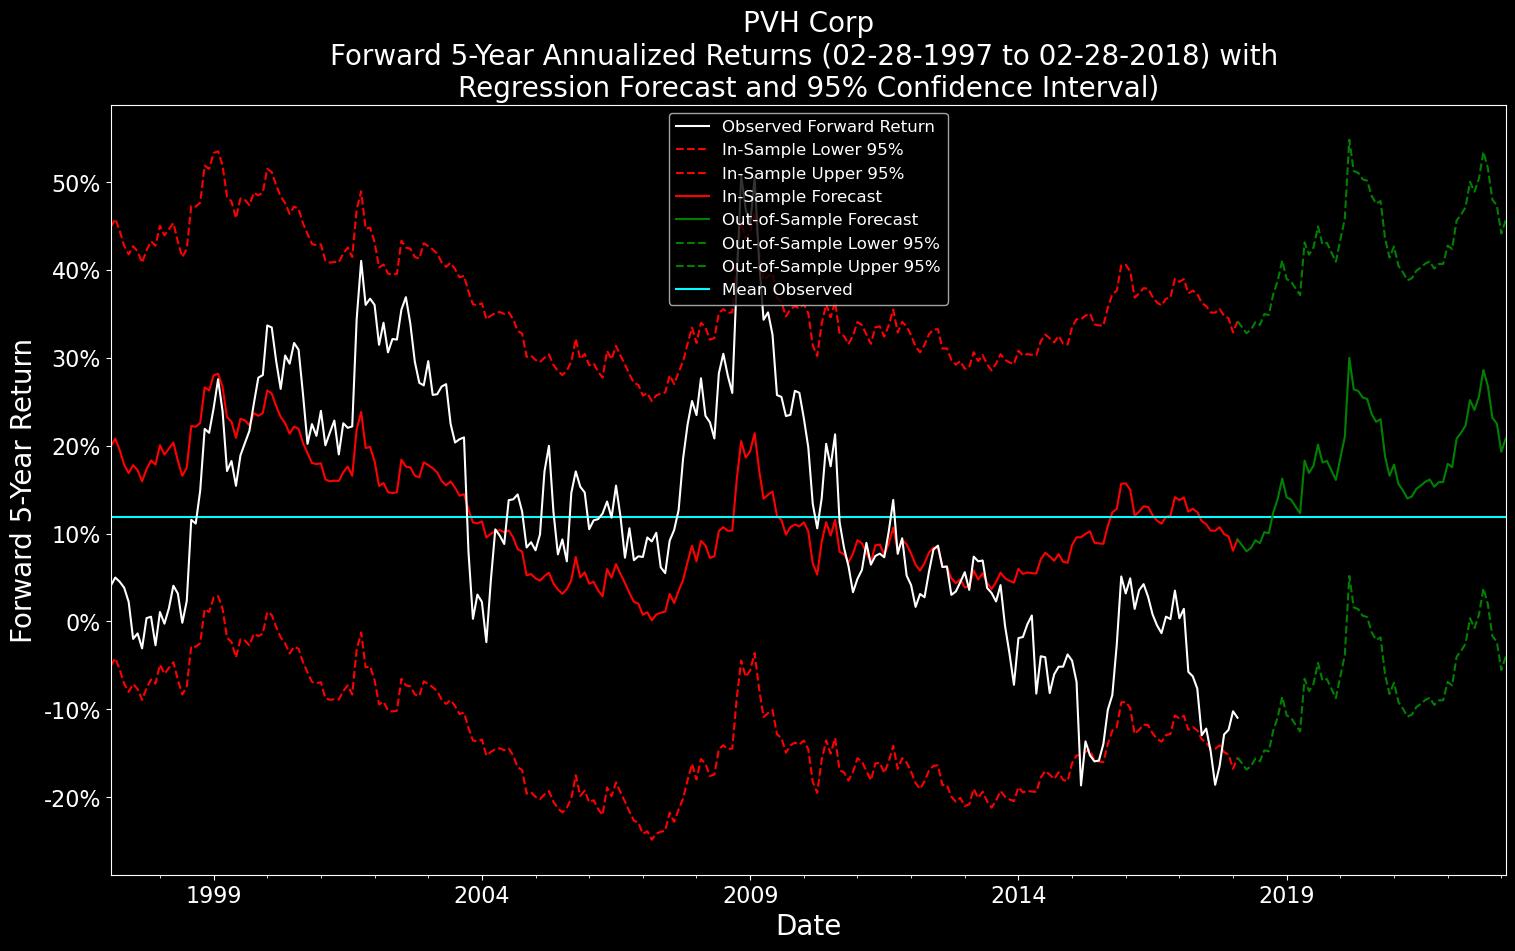 PVH Corp
Forward 5-Year Annualized Returns (02-28-1997 to 02-28-2018) with
Regression Forecast and 95% Confidence Interval)
Observed Forward Return
In-Sample Lower 95%
In-Sample Upper 95%
In-Sample Forecast
Out-of-Sample Forecast
Out-of-Sample Lower 95%
Out-of-Sample Upper 95%
Mean Observed
Forward 5-Year Return
50%
40%
30%
20%
10%
0%
-10%
-20%
1999
2004
2009
2014
2019
Date